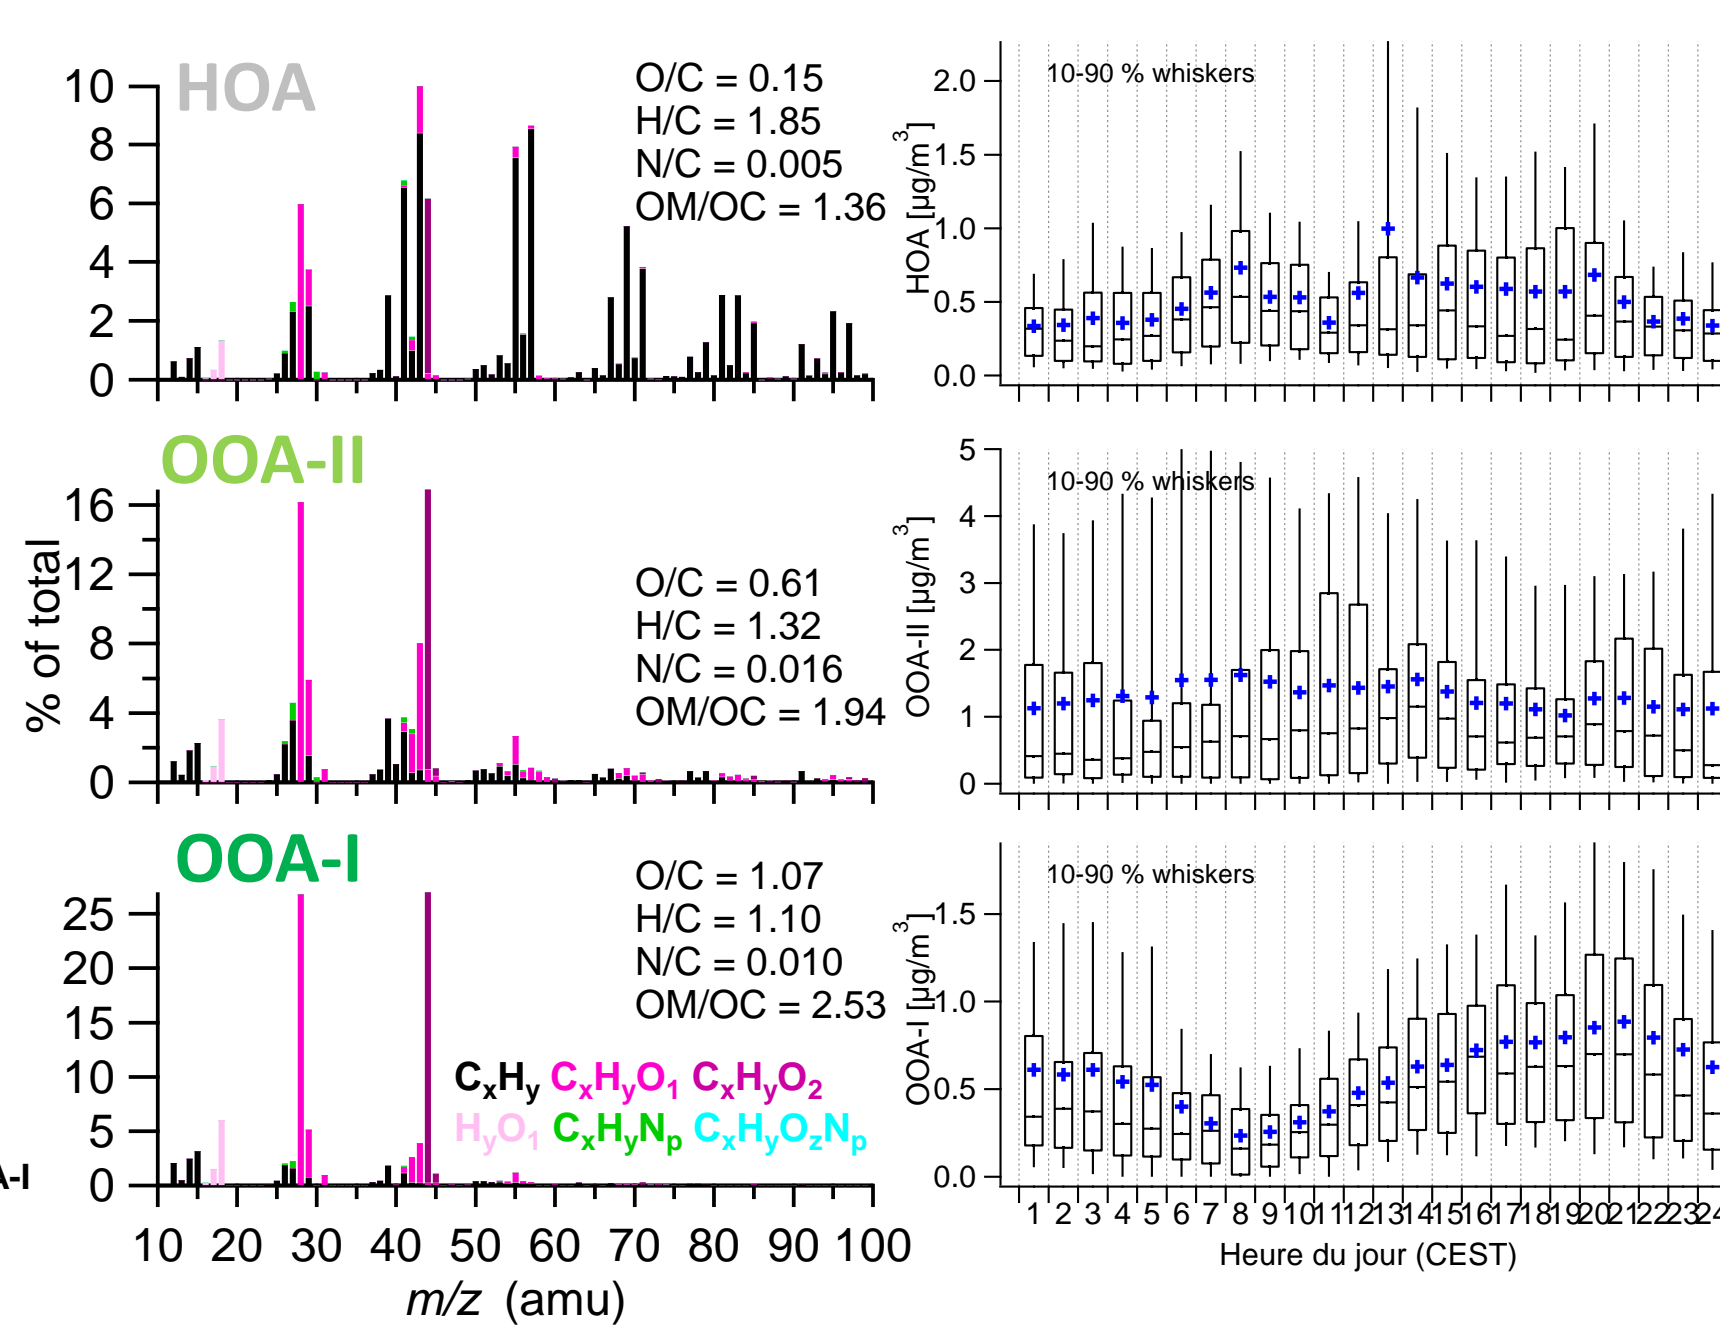 HOA
10
8
6
4
2
0
O/C = 0.15
H/C = 1.85
N/C = 0.005
OM/OC = 1.36
10-90 % whiskers
HOA [µg/m3]
2.0
1.5
1.0
0.5
0.0
OOA-II
% of total
16
12
8
4
0
O/C = 0.61
H/C = 1.32
N/C = 0.016
OM/OC = 1.94
10-90 % whiskers
OOA-II [µg/m3]
5
4
3
2
1
0
OOA-I
25
20
15
10
5
0
O/C = 1.07
H/C = 1.10
N/C = 0.010
OM/OC = 2.53
CxHy CxHyO1 CxHyO2
HyO1 CxHyNp CxHyOzNp
A-I
10 20 30 40 50 60 70 80 90 100
m/z (amu)
10-90 % whiskers
OOA-I [µg/m3]
1.5
1.0
0.5
0.0
1 2 3 4 5 6 7 8 9 10 11 12 13 14 15 16 17 18 19 20 21 22 23 24
Heure du jour (CEST)